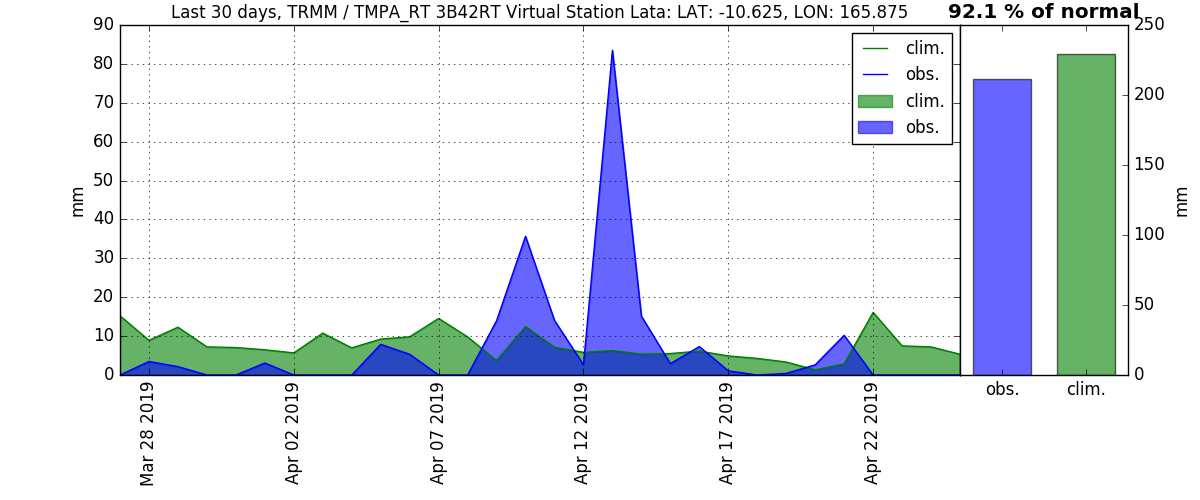 Last 30 days, TRMM / TMPA_RT 3B42RT Virtual Station Lata: LAT: -10.625, LON: 165.875
92.1 % of normal
90
80
70
60
50
40
30
20
10
0
mm
clim.
obs.
clim.
obs.
Mar 28 2019
Apr 02 2019
Apr 07 2019
Apr 12 2019
Apr 17 2019
Apr 22 2019
250
200
150
100
50
0
mm
obs.
clim.